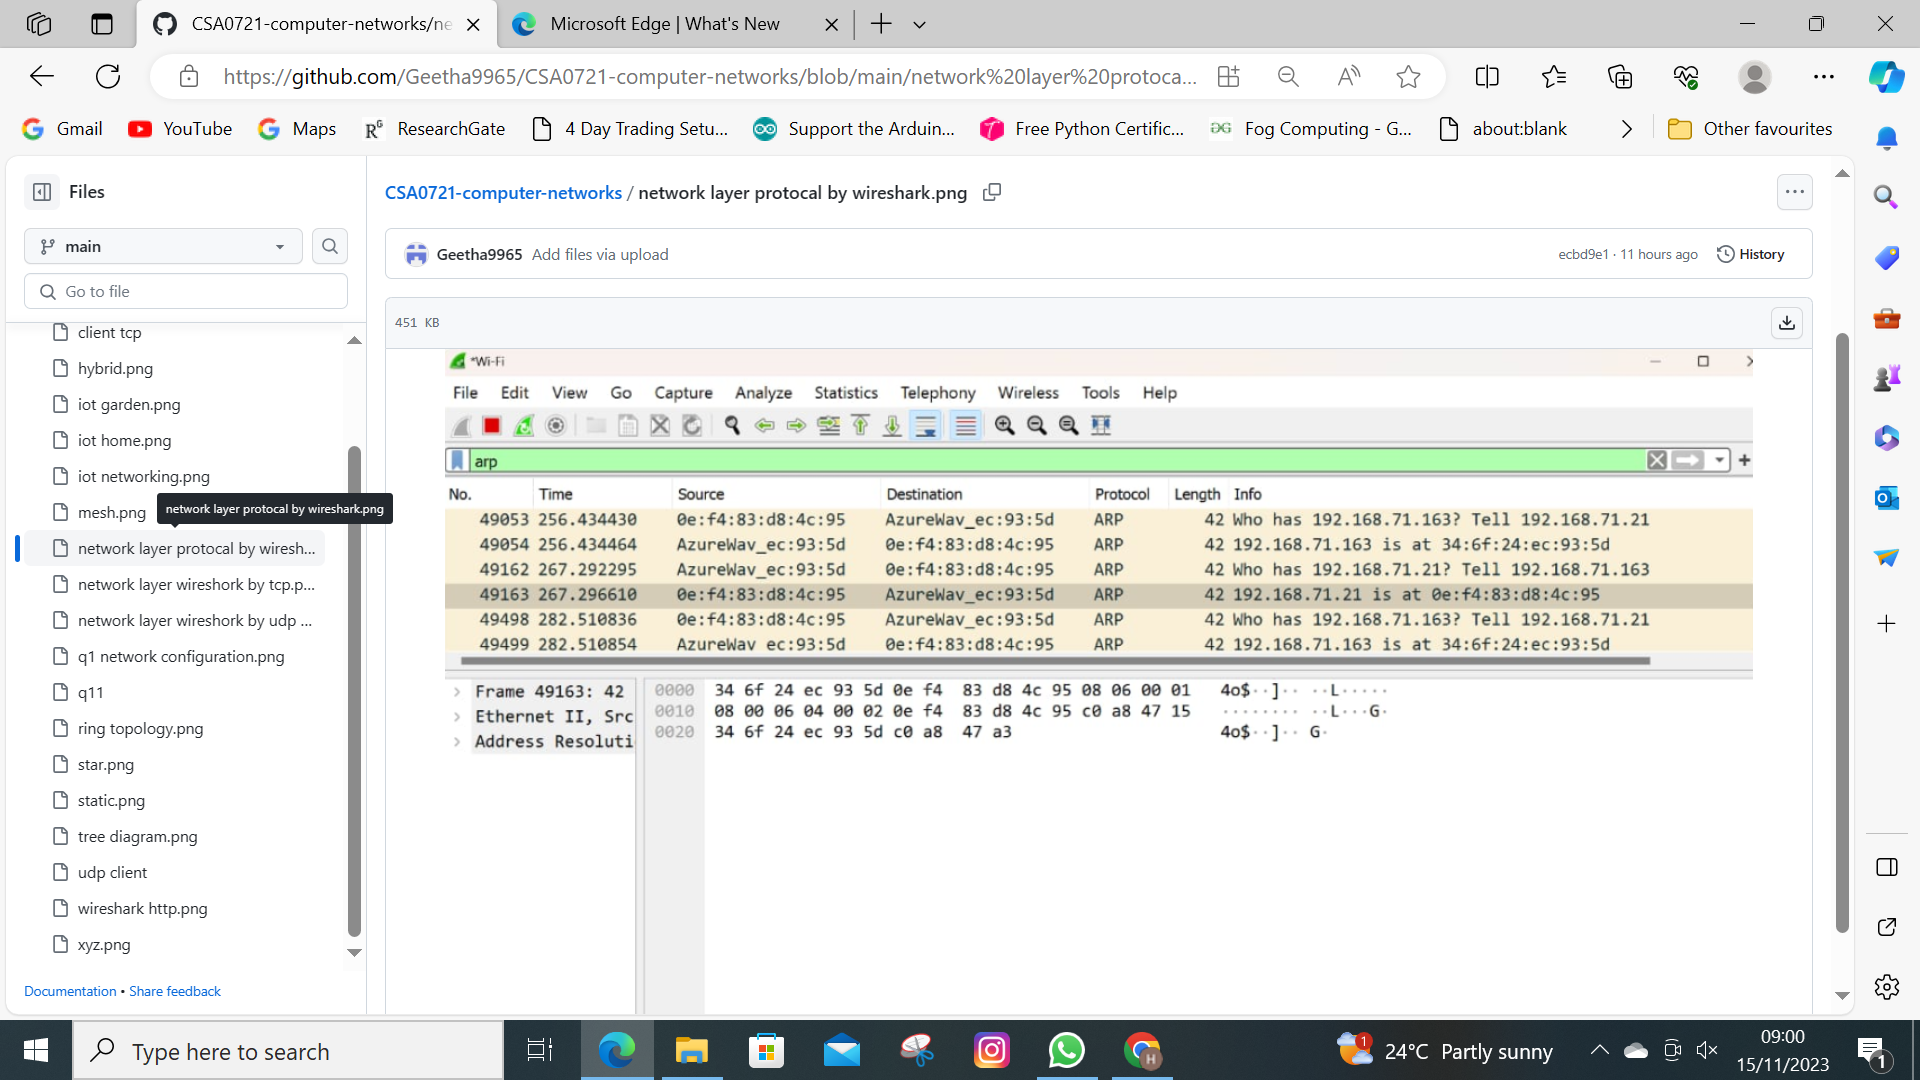 CSA0721-computer-networks/ne
Microsoft Edge | What's New
https://github.com/Geetha9965/CSA0721-computer-networks/blob/main/network%20layer%20protoca...
Gmail
YouTube
Maps
ResearchGate
4 Day Trading Setu...
Support the Arduin...
Free Python Certific...
Fog Computing - G...
about:blank
Other favourites
Files
CSA0721-computer-networks / network layer protocal by wireshark.png
main
Geetha9965 Add files via upload
ecbd9e1 · 11 hours ago
History
Go to file
451 KB
client tcp
hybrid.png
iot garden.png
iot home.png
iot networking.png
mesh.png
network layer protocal by wireshark.png
network layer protocal by wiresh...
network layer wireshork by tcp.p...
network layer wireshork by udp ...
q1 network configuration.png
q11
ring topology.png
star.png
static.png
tree diagram.png
udp client
wireshark http.png
xyz.png
Documentation • Share feedback
*Wi-Fi
File Edit View Go Capture Analyze Statistics Telephony Wireless Tools Help
arp
No. Time Source Destination Protocol Length Info
49053 256.434430 0e:f4:83:d8:4c:95 AzureWav_ec:93:5d ARP 42 Who has 192.168.71.163? Tell 192.168.71.21
49054 256.434464 AzureWav_ec:93:5d 0e:f4:83:d8:4c:95 ARP 42 192.168.71.163 is at 34:6f:24:ec:93:5d
49162 267.292295 AzureWav_ec:93:5d 0e:f4:83:d8:4c:95 ARP 42 Who has 192.168.71.21? Tell 192.168.71.163
49163 267.296610 0e:f4:83:d8:4c:95 AzureWav_ec:93:5d ARP 42 192.168.71.21 is at 0e:f4:83:d8:4c:95
49498 282.510836 0e:f4:83:d8:4c:95 AzureWav_ec:93:5d ARP 42 Who has 192.168.71.163? Tell 192.168.71.21
49499 282.510854 AzureWav ec:93:5d 0e:f4:83:d8:4c:95 ARP 42 192.168.71.163 is at 34:6f:24:ec:93:5d
Frame 49163: 42
Ethernet II, Src
Address Resoluti
0000 34 6f 24 ec 93 5d 0e f4 83 d8 4c 95 08 06 00 01 4o$··]·· ··L·····
0010 08 00 06 04 00 02 0e f4 83 d8 4c 95 c0 a8 47 15 ········ ··L···G·
0020 34 6f 24 ec 93 5d c0 a8 47 a3 4o$··]·· G·
Type here to search
24°C Partly sunny
09:00
15/11/2023
1
1
H